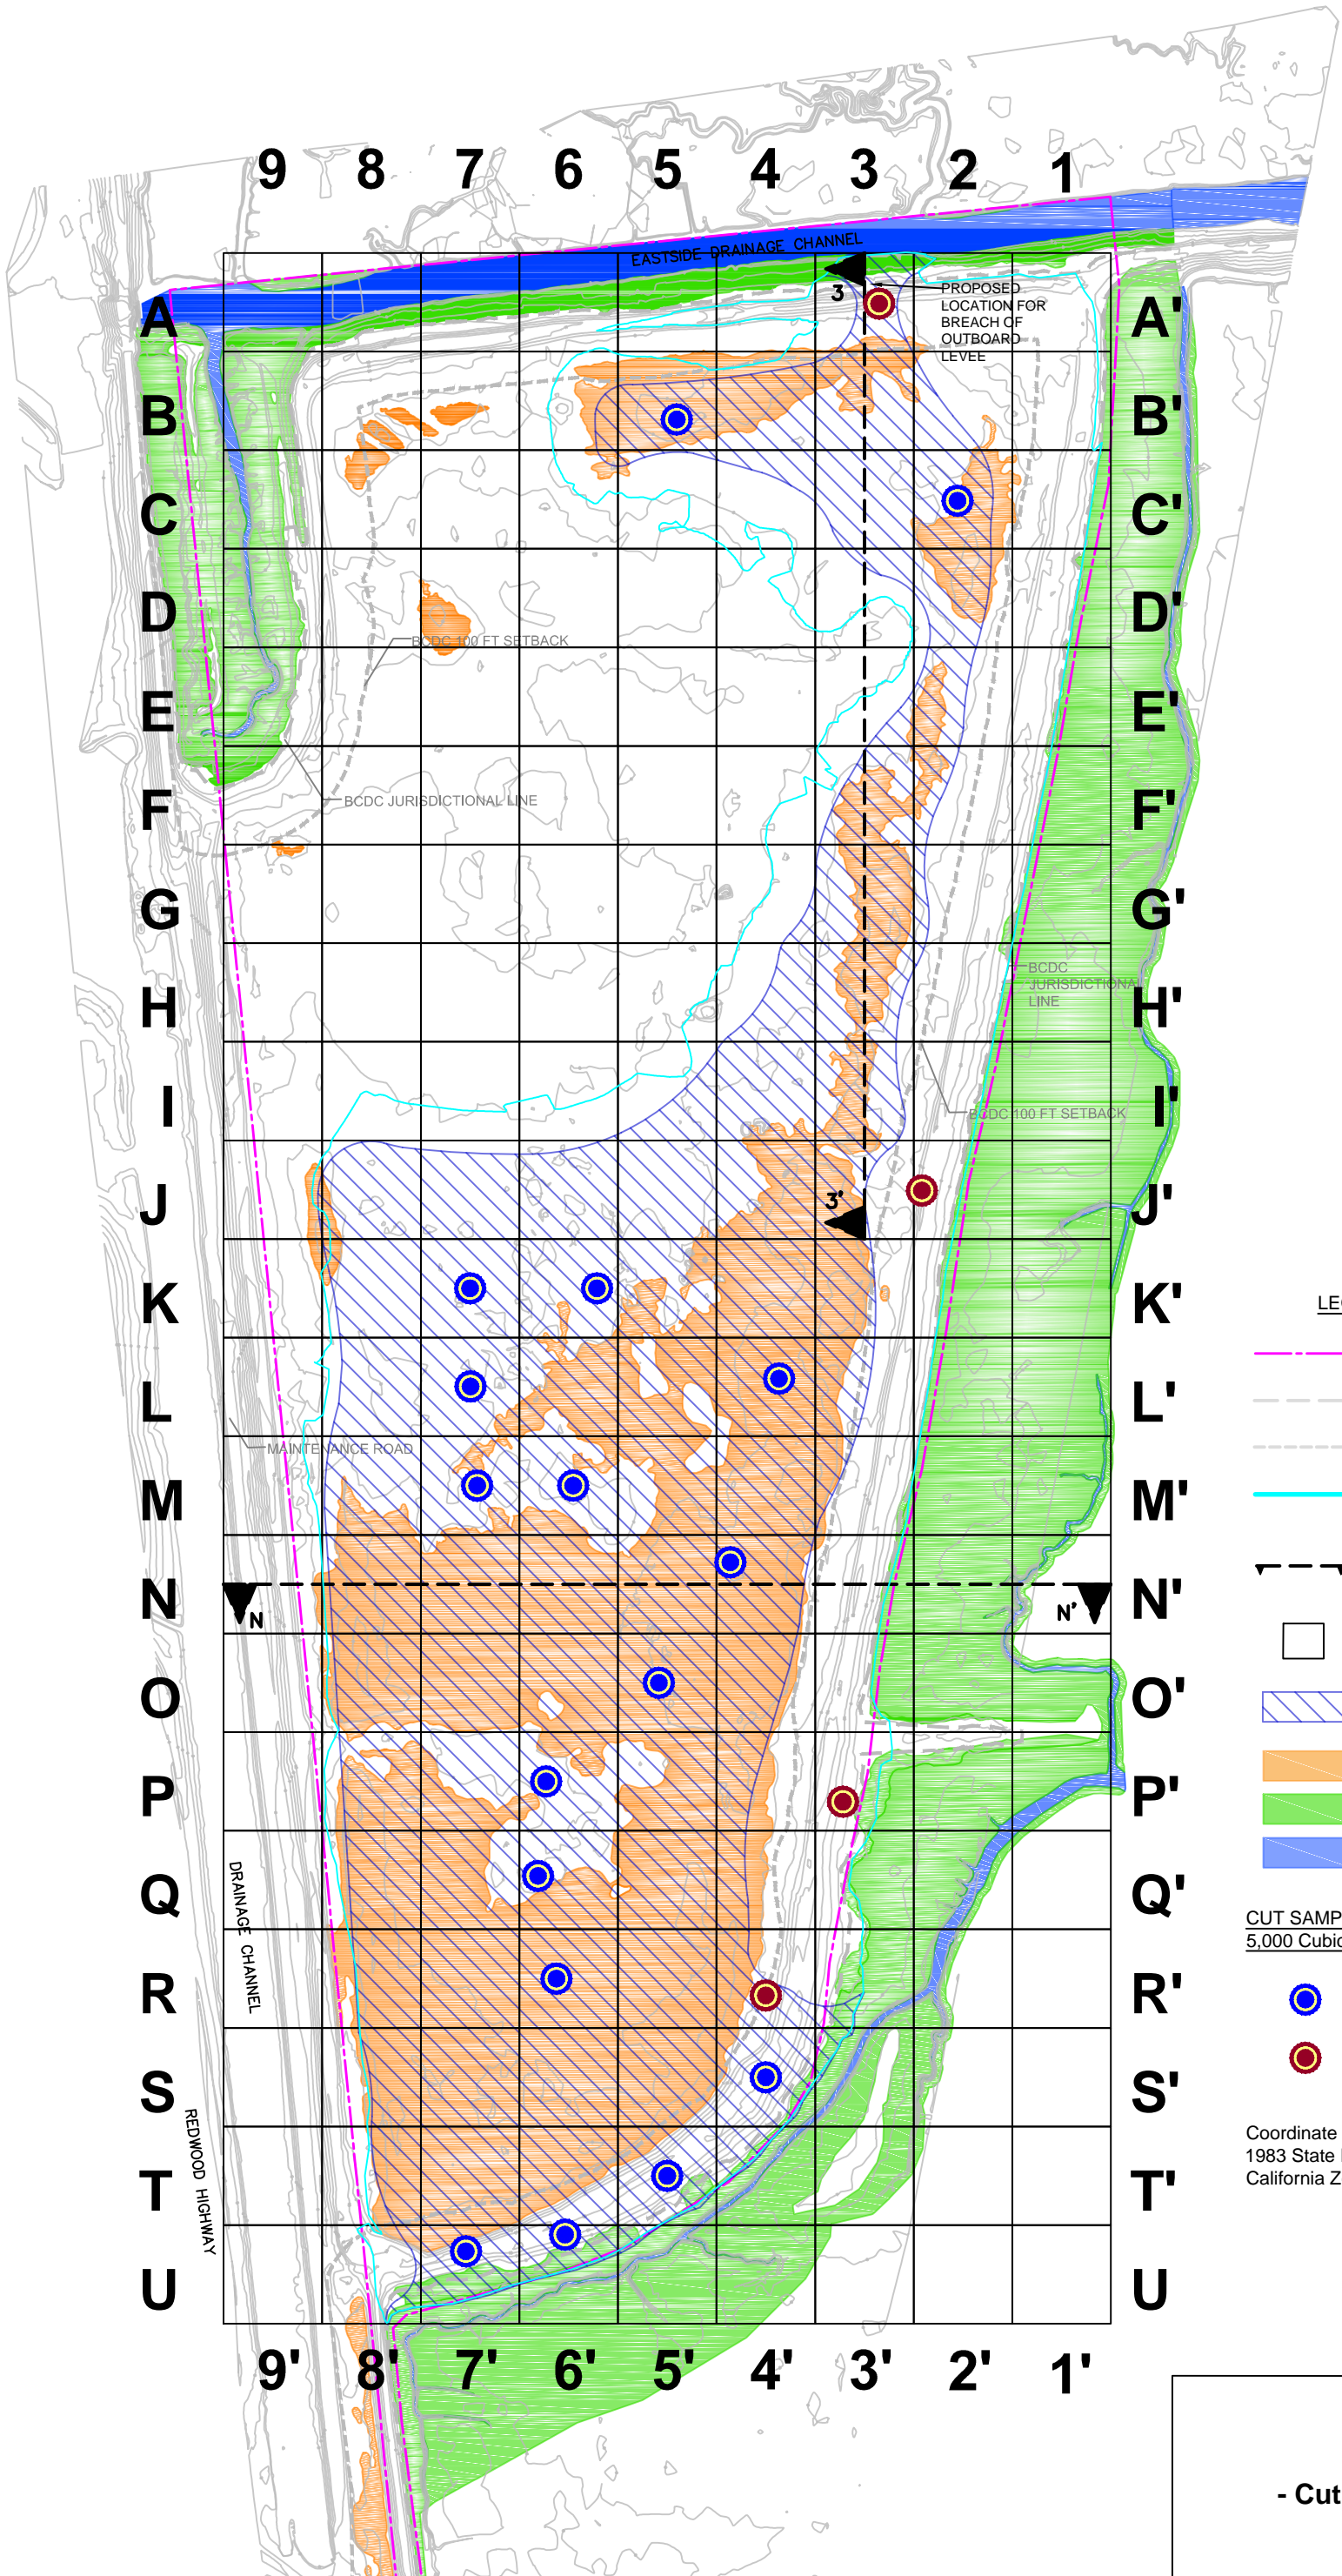 9 8 7 6 5 4 3 2 1
EASTSIDE DRAINAGE CHANNEL
3
PROPOSED
LOCATION FOR
BREACH OF
OUTBOARD
LEVEE
A A'
B B'
C C'
D D'
BCDC 100 FT SETBACK
E E'
BCDC JURISDICTIONAL LINE
F F'
G G'
BCDC
JURISDICTIONAL
LINE
H H'
I I'
BCDC 100 FT SETBACK
J J'
3'
K K'
L L'
MAINTENANCE ROAD
M M'
N N'
N N'
O O'
P P'
Q Q'
DRAINAGE CHANNEL
R R'
S S'
REDWOOD HIGHWAY
T T'
U U
9' 8' 7' 6' 5' 4' 3' 2' 1'
CUT SAMP
5,000 Cubic
Coordinate
1983 State
California Z
- Cut